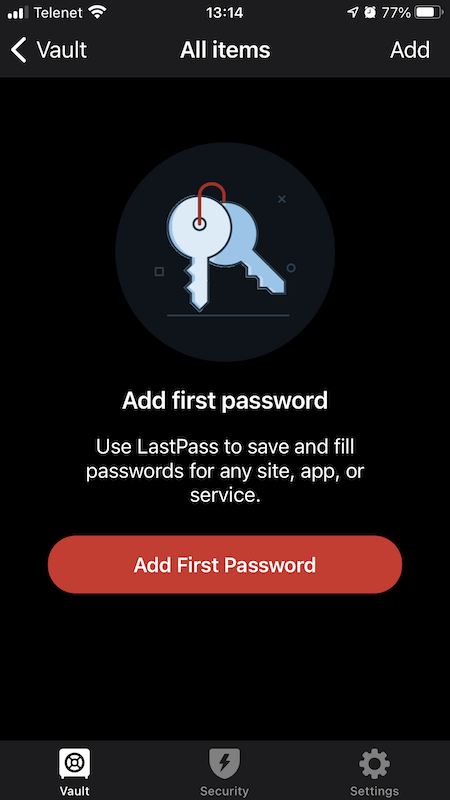 Telenet 13:14 77%
Vault All items Add
Add first password
Use LastPass to save and fill
passwords for any site, app, or
service.
Add First Password
Vault Security Settings